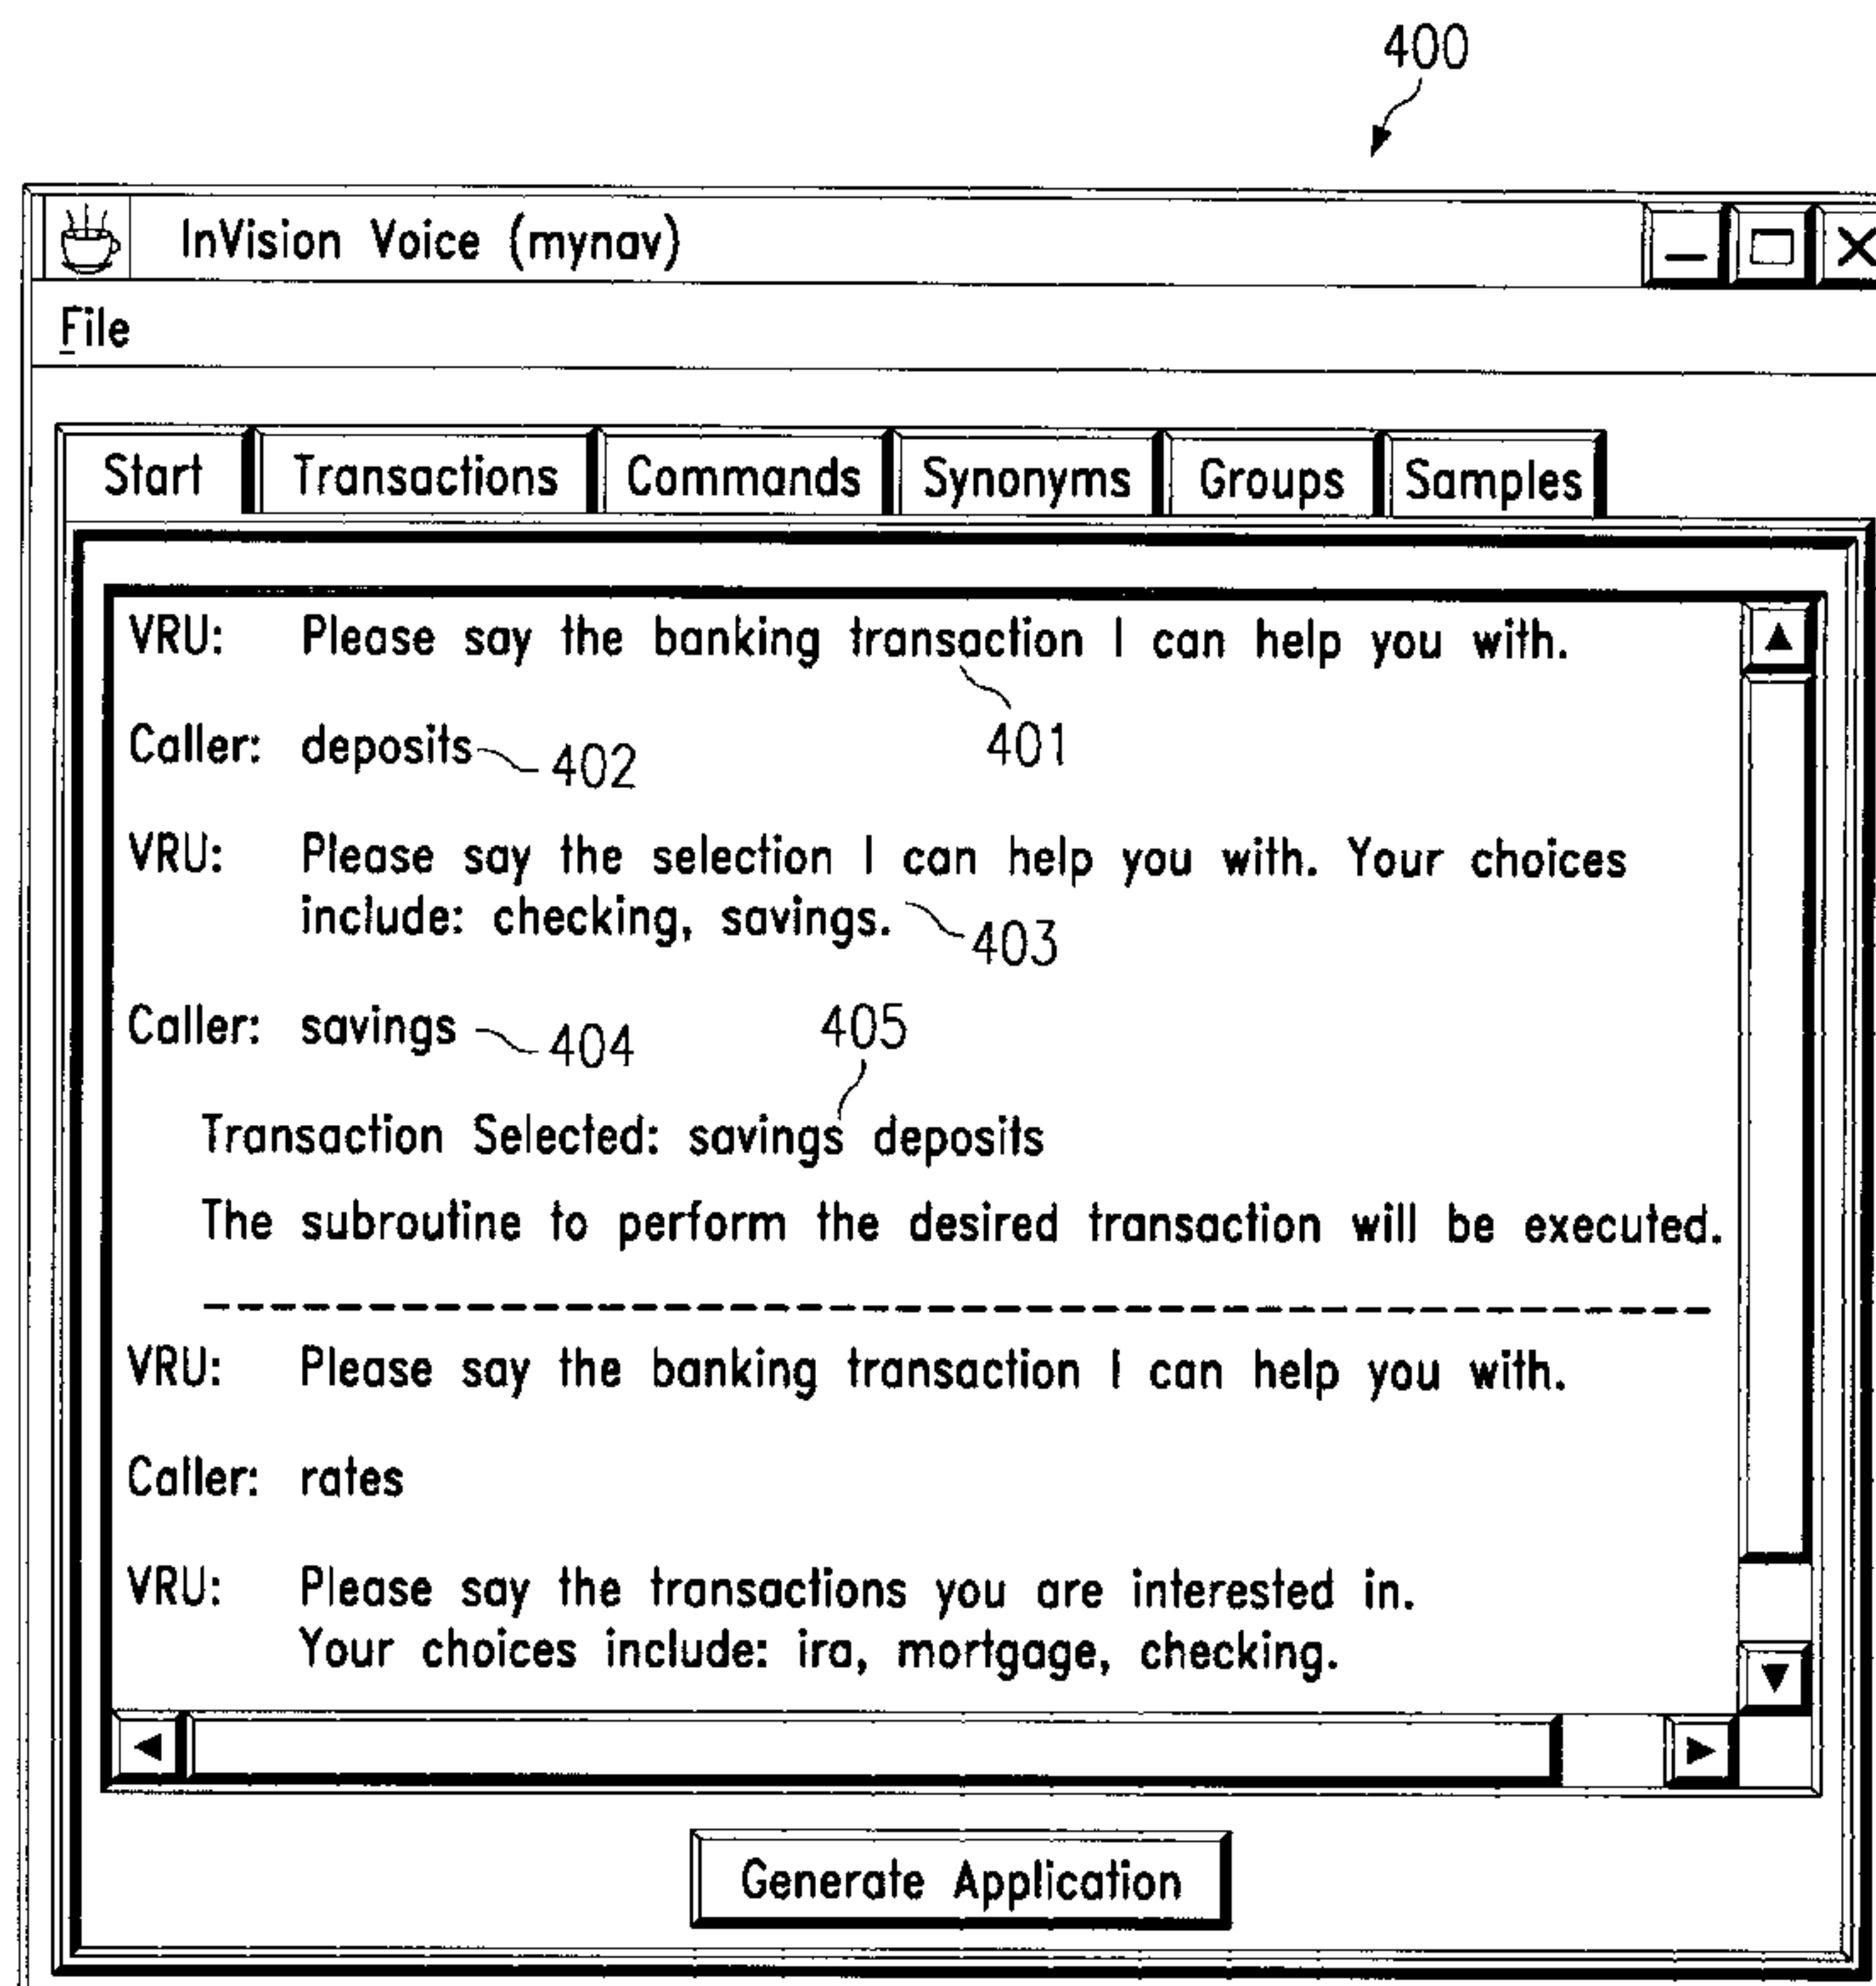 400
InVision Voice (mynav)
File
Start Transactions Commands Synonyms Groups Samples
VRU: Please say the banking transaction I can help you with.
401
Caller: deposits 402
VRU: Please say the selection I can help you with. Your choices
include: checking, savings. 403
Caller: savings 404
405
Transaction Selected: savings deposits
The subroutine to perform the desired transaction will be executed.
VRU: Please say the banking transaction I can help you with.
Caller: rates
VRU: Please say the transactions you are interested in.
Your choices include: ira, mortgage, checking.
Generate Application